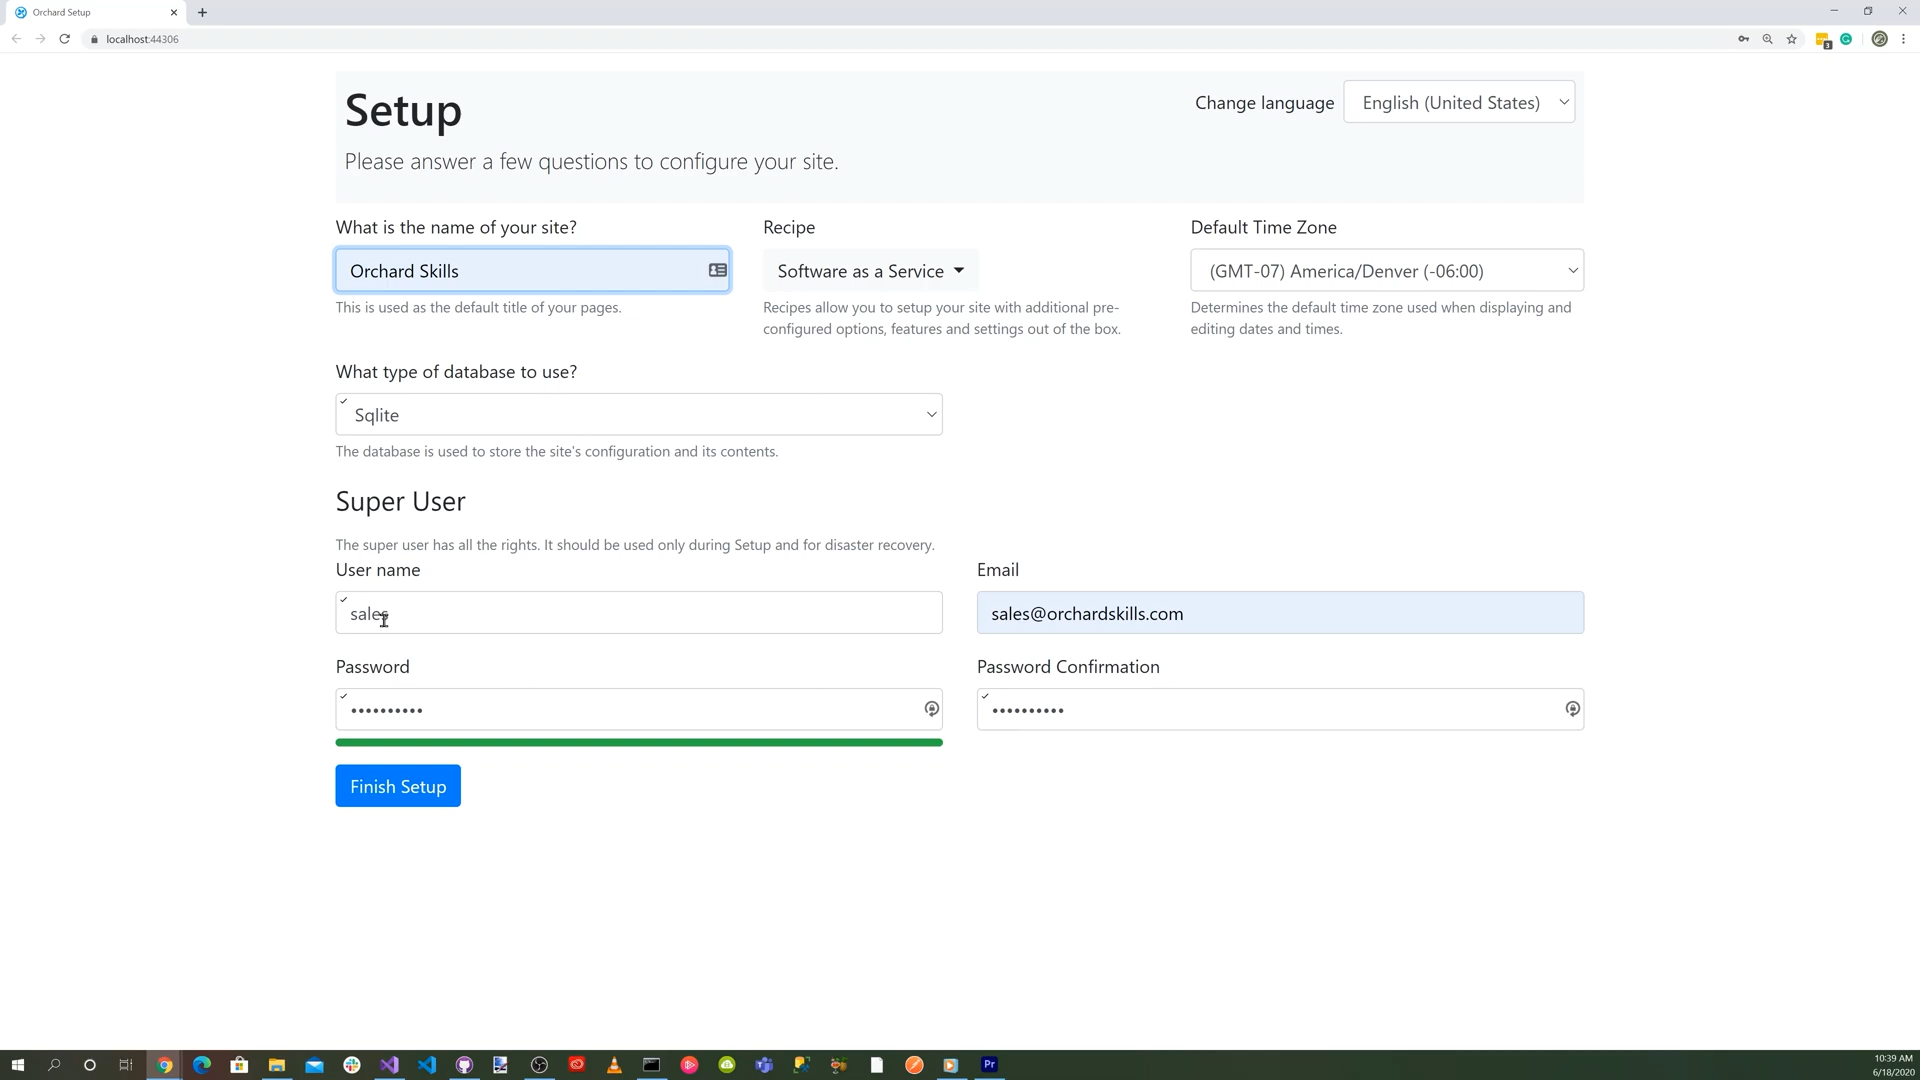 Orchard Setup
localhost:44306
Setup
Change language
English (United States)
Please answer a few questions to configure your site.
What is the name of your site?
Recipe
Default Time Zone
Orchard Skills
Software as a Service
(GMT-07) America/Denver (-06:00)
This is used as the default title of your pages.
Recipes allow you to setup your site with additional pre-
configured options, features and settings out of the box.
Determines the default time zone used when displaying and
editing dates and times.
What type of database to use?
Sqlite
The database is used to store the site's configuration and its contents.
Super User
The super user has all the rights. It should be used only during Setup and for disaster recovery.
User name
Email
sales
sales@orchardskills.com
Password
Password Confirmation
••••••••••
••••••••••
Finish Setup
Pr
10:39 AM
6/18/2020